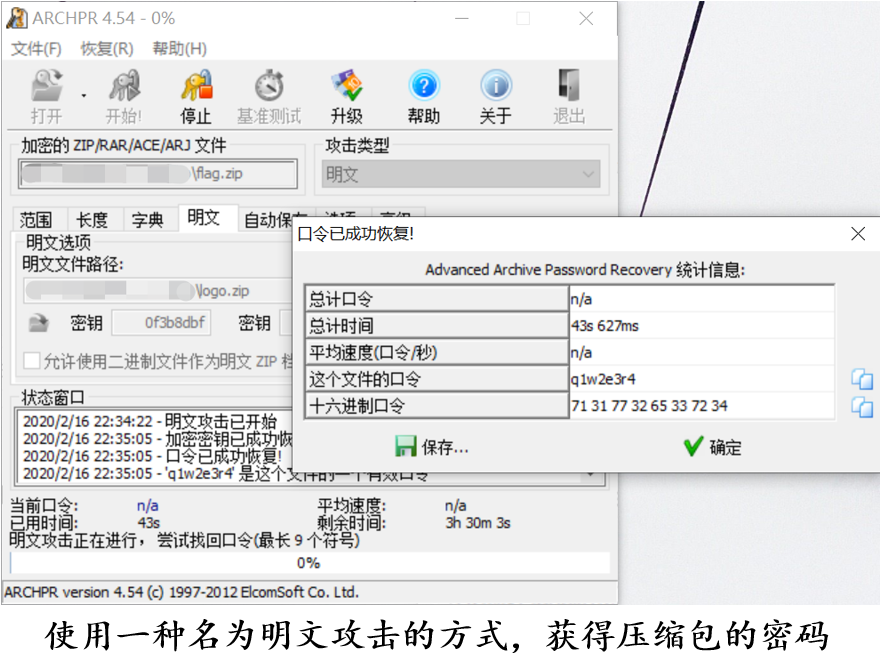 ARCHPR 4.54 - 0%
文件(F) 恢复(R) 帮助(H)
打开 开始! 停止 基准测试 升级 帮助 关于 退出
加密的 ZIP/RAR/ACE/ARJ 文件
攻击类型
\flag.zip
明文
范围 长度 字典 明文 自动保
明文选项
明文文件路径:
\logo.zip
密钥 0f3b8dbf 密钥
允许使用二进制文件作为明文 ZIP 档
状态窗口
2020/2/16 22:34:22 - 明文攻击已开始
2020/2/16 22:35:05 - 加密密钥已成功恢
2020/2/16 22:35:05 - 口令已成功恢复!
2020/2/16 22:35:05 - 'q1w2e3r4' 是这个文件的一个有效口令
当前口令: n/a 平均速度: n/a
已用时间: 43s 剩余时间: 3h 30m 3s
明文攻击正在进行，尝试找回口令(最长 9 个符号)
0%
ARCHPR version 4.54 (c) 1997-2012 ElcomSoft Co. Ltd.
口令已成功恢复!
Advanced Archive Password Recovery 统计信息:
总计口令 n/a
总计时间 43s 627ms
平均速度(口令/秒) n/a
这个文件的口令 q1w2e3r4
十六进制口令 71 31 77 32 65 33 72 34
保存... 确定
使用一种名为明文攻击的方式，获得压缩包的密码